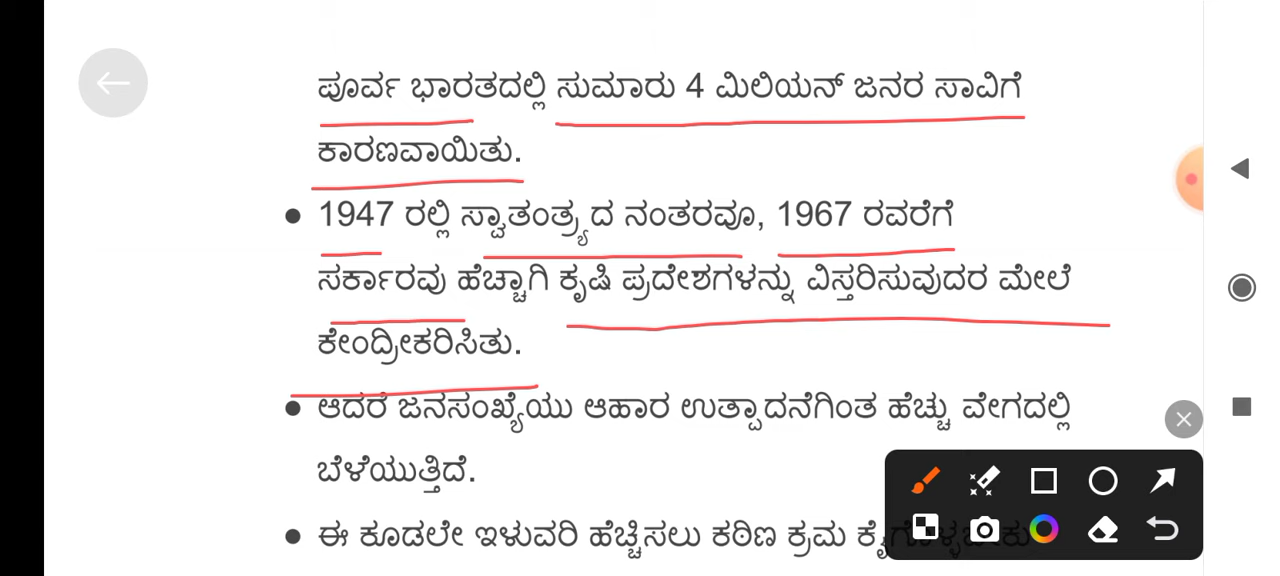 ಪೂರ್ವ ಭಾರತದಲ್ಲಿ ಸುಮಾರು 4 ಮಿಲಿಯನ್ ಜನರ ಸಾವಿಗೆ
ಕಾರಣವಾಯಿತು.
● 1947 ರಲ್ಲಿ ಸ್ವಾತಂತ್ರ್ಯದ ನಂತರವೂ, 1967 ರವರೆಗೆ
ಸರ್ಕಾರವು ಹೆಚ್ಚಾಗಿ ಕೃಷಿ ಪ್ರದೇಶಗಳನ್ನು ವಿಸ್ತರಿಸುವುದರ ಮೇಲೆ
ಕೇಂದ್ರೀಕರಿಸಿತು.
● ಆದರೆ ಜನಸಂಖ್ಯೆಯು ಆಹಾರ ಉತ್ಪಾದನೆಗಿಂತ ಹೆಚ್ಚು ವೇಗದಲ್ಲಿ
ಬೆಳೆಯುತ್ತಿದೆ.
● ಈ ಕೂಡಲೇ ಇಳುವರಿ ಹೆಚ್ಚಿಸಲು ಕಠಿಣ ಕ್ರಮ